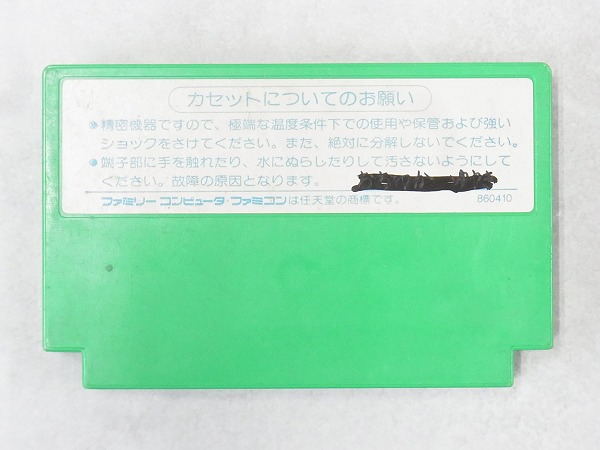 カセットについてのお願い
●精密機器ですので、極端な温度条件下での使用や保管および強い
ショックをさけてください。また、絶対に分解しないでください。
●端子部に手を触れたり、水にぬらしたりして汚さないようにして
ください。故障の原因となります。
ファミリーコンピュータ・ファミコンは任天堂の商標です。
860410